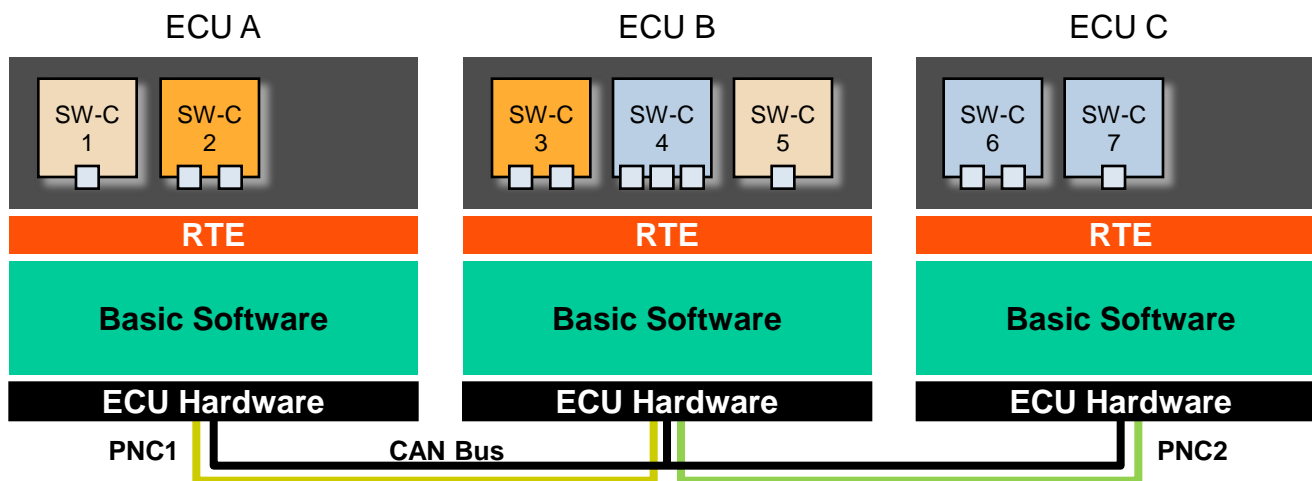 ECU A
ECU B
ECU C
SW-C
1
SW-C
2
SW-C
3
SW-C
4
SW-C
5
SW-C
6
SW-C
7
RTE
RTE
RTE
Basic Software
Basic Software
Basic Software
ECU Hardware
ECU Hardware
ECU Hardware
PNC1
CAN Bus
PNC2